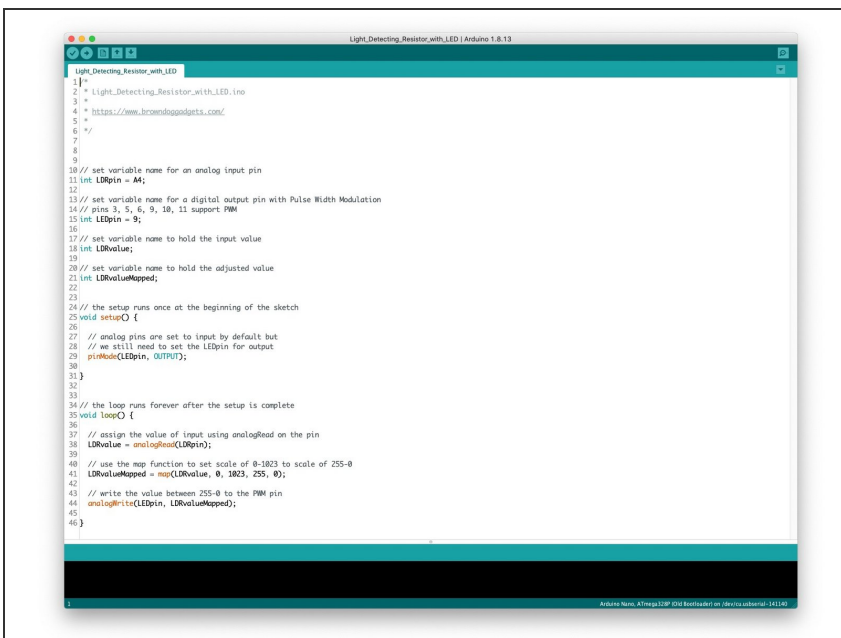 Light_Detecting_Resistor_with_LED | Arduino 1.8.13
Light_Detecting_Resistor_with_LED
1 /*
2 * Light_Detecting_Resistor_with_LED.ino
3 *
4 * https://www.browndoggadgets.com/
5 *
6 */
7
8
9
10 // set variable name for an analog input pin
11 int LDRpin = A4;
12
13 // set variable name for a digital output pin with Pulse Width Modulation
14 // pins 3, 5, 6, 9, 10, 11 support PWM
15 int LEDpin = 9;
16
17 // set variable name to hold the input value
18 int LDRvalue;
19
20 // set variable name to hold the adjusted value
21 int LDRvalueMapped;
22
23
24 // the setup runs once at the beginning of the sketch
25 void setup() {
26
27 // analog pins are set to input by default but
28 // we still need to set the LEDpin for output
29 pinMode(LEDpin, OUTPUT);
30
31 }
32
33
34 // the loop runs forever after the setup is complete
35 void loop() {
36
37 // assign the value of input using analogRead on the pin
38 LDRvalue = analogRead(LDRpin);
39
40 // use the map function to set scale of 0-1023 to scale of 255-0
41 LDRvalueMapped = map(LDRvalue, 0, 1023, 255, 0);
42
43 // write the value between 255-0 to the PWM pin
44 analogWrite(LEDpin, LDRvalueMapped);
45
46 }
1 Arduino Nano, ATmega328P (Old Bootloader) on /dev/cu.usbserial-141140